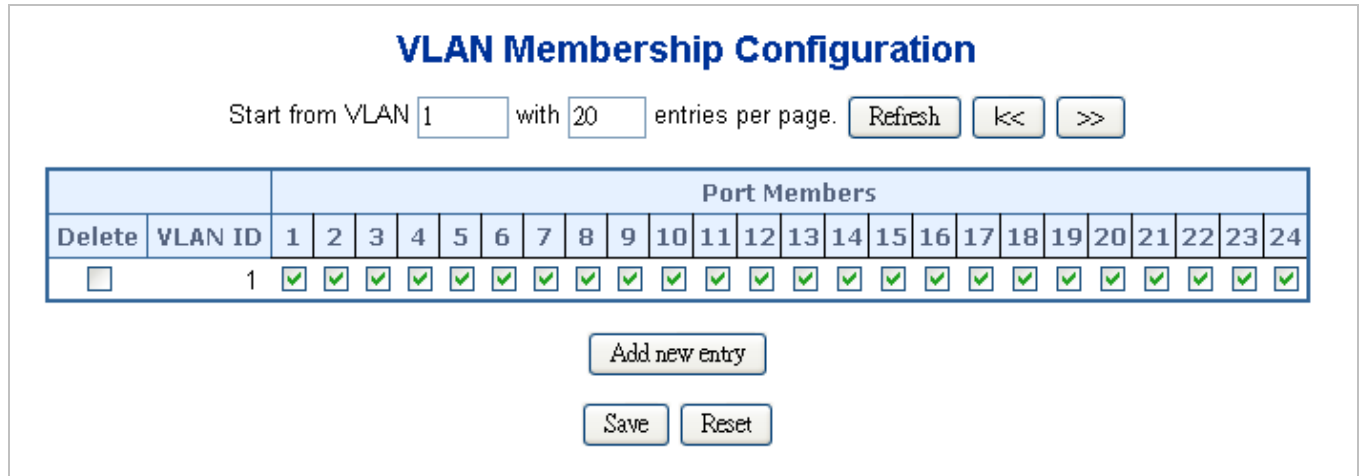 VLAN Membership Configuration
Start from VLAN 1 with 20 entries per page. Refresh |<< >>
Port Members
Delete VLAN ID 1 2 3 4 5 6 7 8 9 10 11 12 13 14 15 16 17 18 19 20 21 22 23 24
1
Add new entry
Save Reset